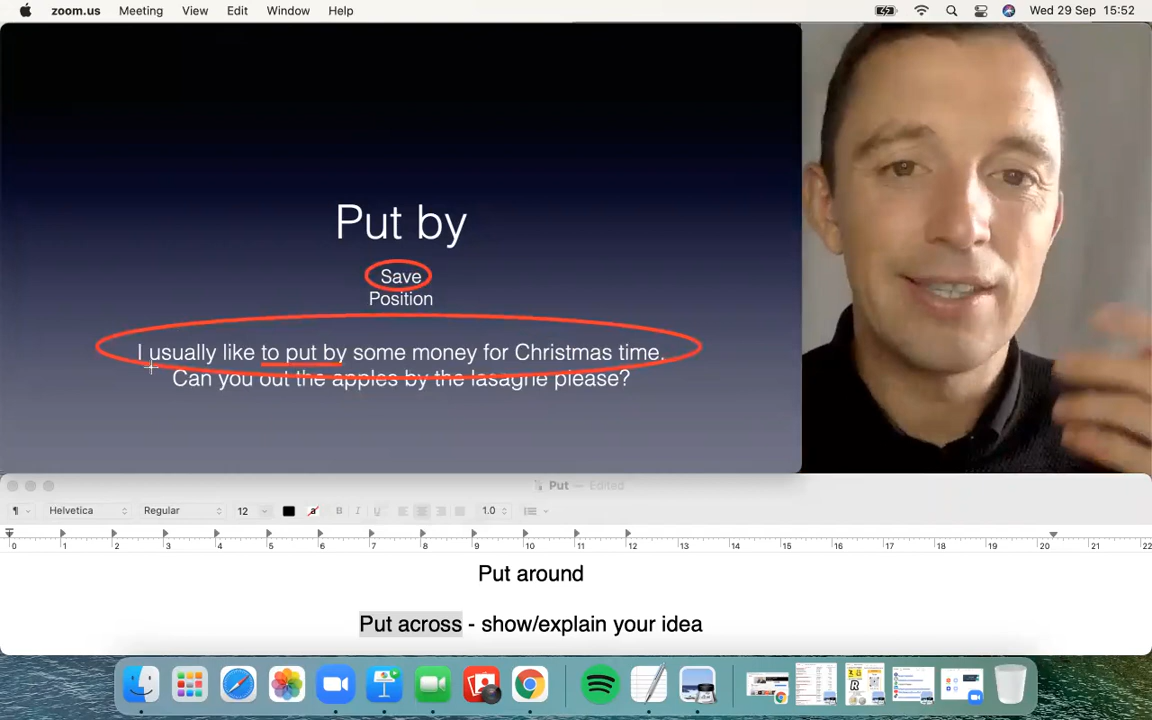 zoom.us Meeting View Edit Window Help Wed 29 Sep 15:52
Put by
Save
Position
I usually like to put by some money for Christmas time.
Can you out the apples by the lasagne please?
Put — Edited
¶ Helvetica Regular 12 a B I U 1.0
0 1 2 3 4 5 6 7 8 9 10 11 12 13 14 15 16 17 18 19 20 21 22
Put around
Put across - show/explain your idea